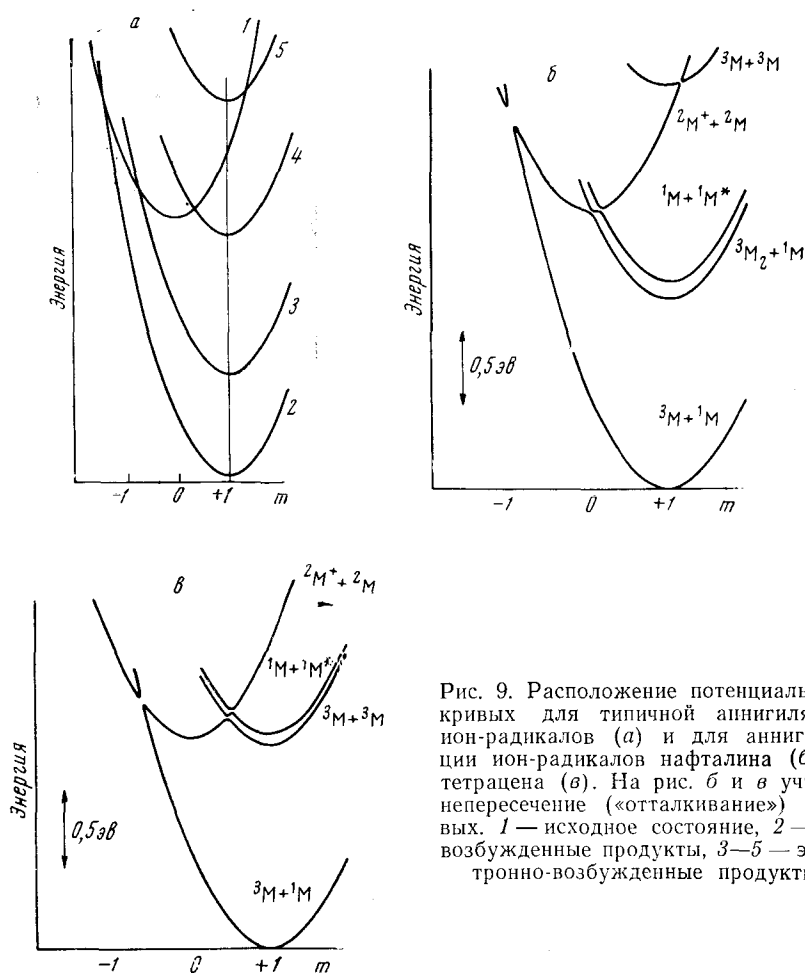 а
1
5
4
3
2
Энергия
-1 0 +1 m
б
³M+³M
²M⁺+²M
¹M+¹M*
³M₂+¹M
³M+¹M
Энергия
0,5эв
-1 0 +1 m
в
²M⁺+²M
¹M+¹M*
³M+³M
³M+¹M
Энергия
0,5эв
-1 0 +1 m
Рис. 9. Расположение потенциаль
кривых для типичной аннигиля
ион-радикалов (а) и для анниг
ции ион-радикалов нафталина (б
тетрацена (в). На рис. б и в уч
непересечение («отталкивание»)
вых. 1 — исходное состояние, 2 —
возбужденные продукты, 3—5 — э
тронно-возбужденные продукт